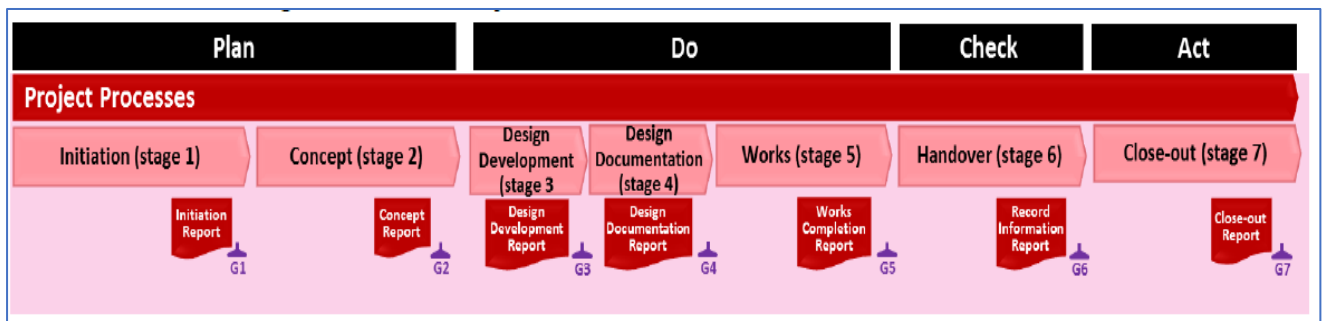 Plan
Do
Check
Act
Project Processes
Initiation (stage 1)
Concept (stage 2)
Design
Development
(stage 3
Design
Documentation
(stage 4)
Works (stage 5)
Handover (stage 6)
Close-out (stage 7)
Initiation
Report
G1
Concept
Report
G2
Design
Development
Report
G3
Design
Documentation
Report
G4
Works
Completion
Report
G5
Record
Information
Report
G6
Close-out
Report
G7